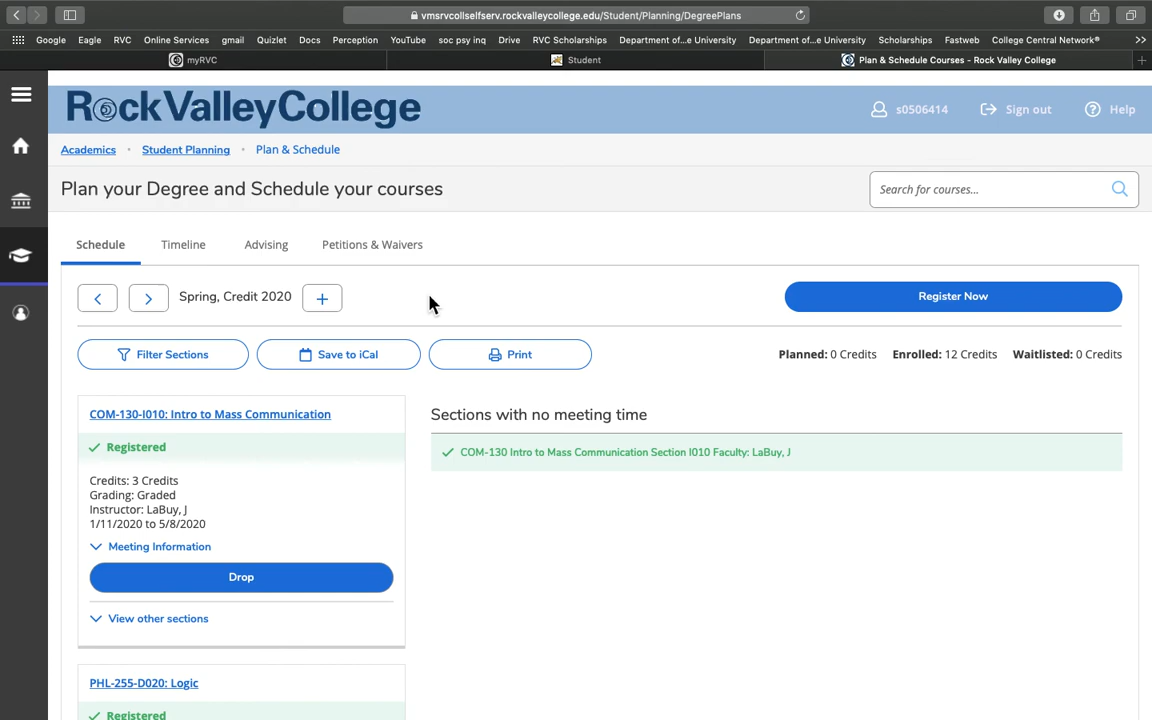 vmsrvcollselfserv.rockvalleycollege.edu/Student/Planning/DegreePlans
Google Eagle RVC Online Services gmail Quizlet Docs Perception YouTube soc psy inq Drive RVC Scholarships Department of...e University Department of...e University Scholarships Fastweb College Central Network®
myRVC Student Plan & Schedule Courses - Rock Valley College
RockValleyCollege
s0506414 Sign out Help
Academics Student Planning Plan & Schedule
Plan your Degree and Schedule your courses
Search for courses...
Schedule Timeline Advising Petitions & Waivers
Spring, Credit 2020
Register Now
Filter Sections Save to iCal Print
Planned: 0 Credits Enrolled: 12 Credits Waitlisted: 0 Credits
COM-130-I010: Intro to Mass Communication
Registered
Credits: 3 Credits
Grading: Graded
Instructor: LaBuy, J
1/11/2020 to 5/8/2020
Meeting Information
Drop
View other sections
Sections with no meeting time
COM-130 Intro to Mass Communication Section I010 Faculty: LaBuy, J
PHL-255-D020: Logic
Registered